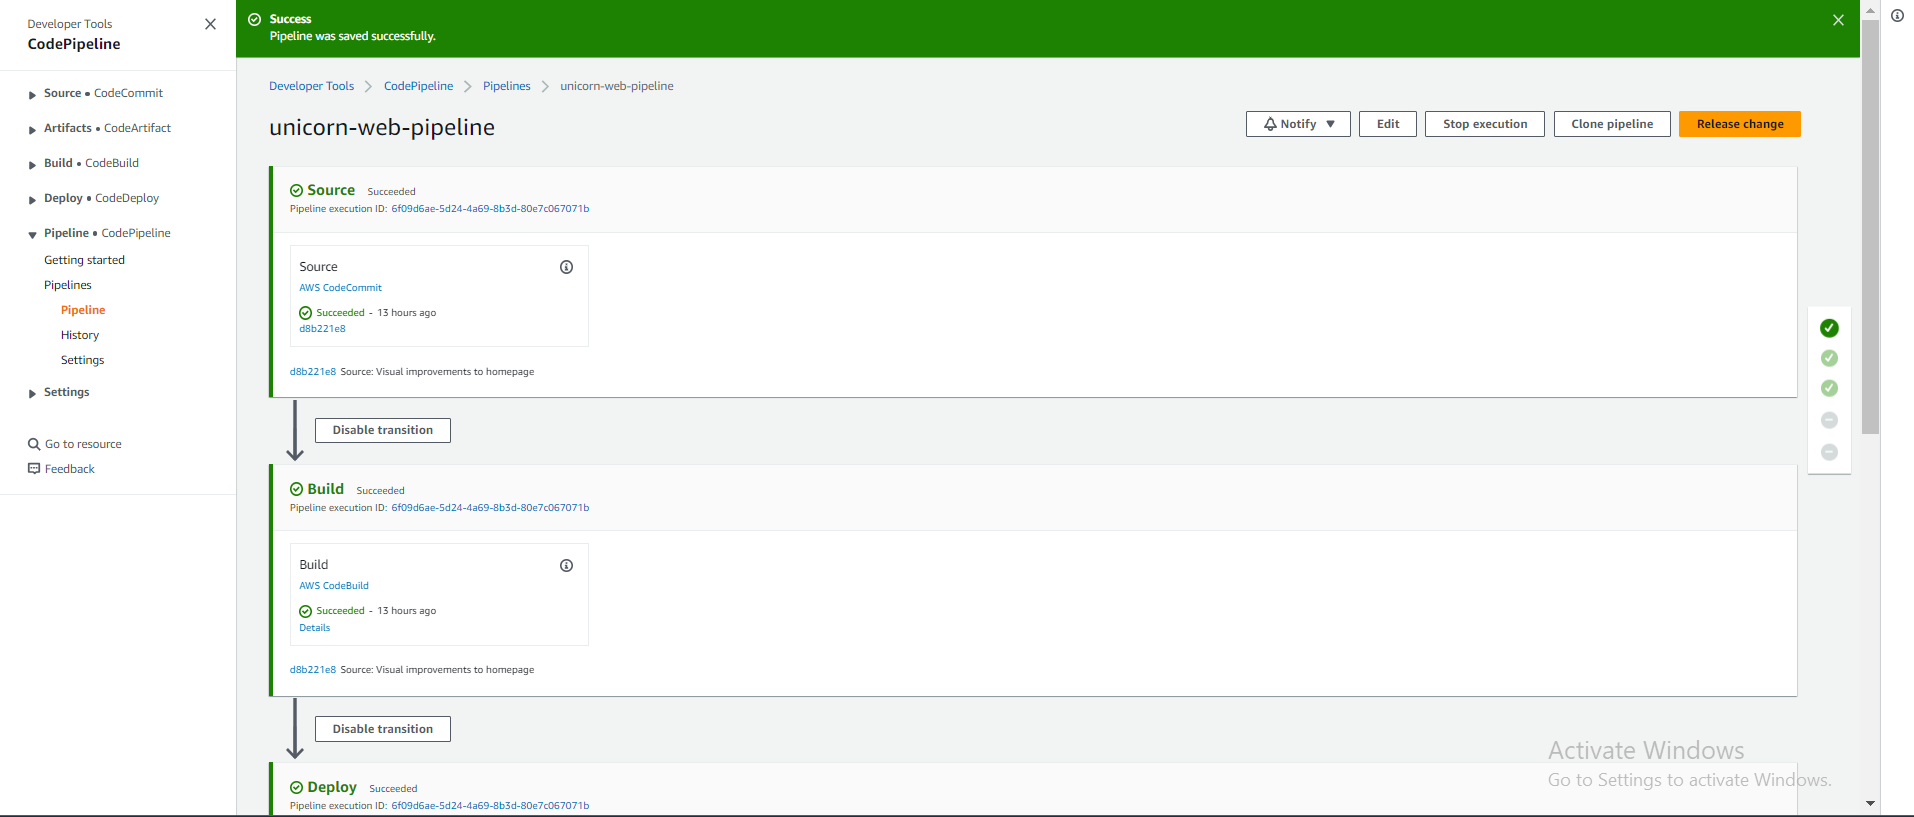 Developer Tools
CodePipeline
Source • CodeCommit
Artifacts • CodeArtifact
Build • CodeBuild
Deploy • CodeDeploy
Pipeline • CodePipeline
Getting started
Pipelines
Pipeline
History
Settings
Settings
Go to resource
Feedback
Success
Pipeline was saved successfully.
Developer Tools > CodePipeline > Pipelines > unicorn-web-pipeline
unicorn-web-pipeline
Notify ▼ Edit Stop execution Clone pipeline Release change
Source Succeeded
Pipeline execution ID: 6f09d6ae-5d24-4a69-8b3d-80e7c067071b
Source
AWS CodeCommit
Succeeded - 13 hours ago
d8b221e8
d8b221e8 Source: Visual improvements to homepage
Disable transition
Build Succeeded
Pipeline execution ID: 6f09d6ae-5d24-4a69-8b3d-80e7c067071b
Build
AWS CodeBuild
Succeeded - 13 hours ago
Details
d8b221e8 Source: Visual improvements to homepage
Disable transition
Deploy Succeeded
Pipeline execution ID: 6f09d6ae-5d24-4a69-8b3d-80e7c067071b
Activate Windows
Go to Settings to activate Windows.